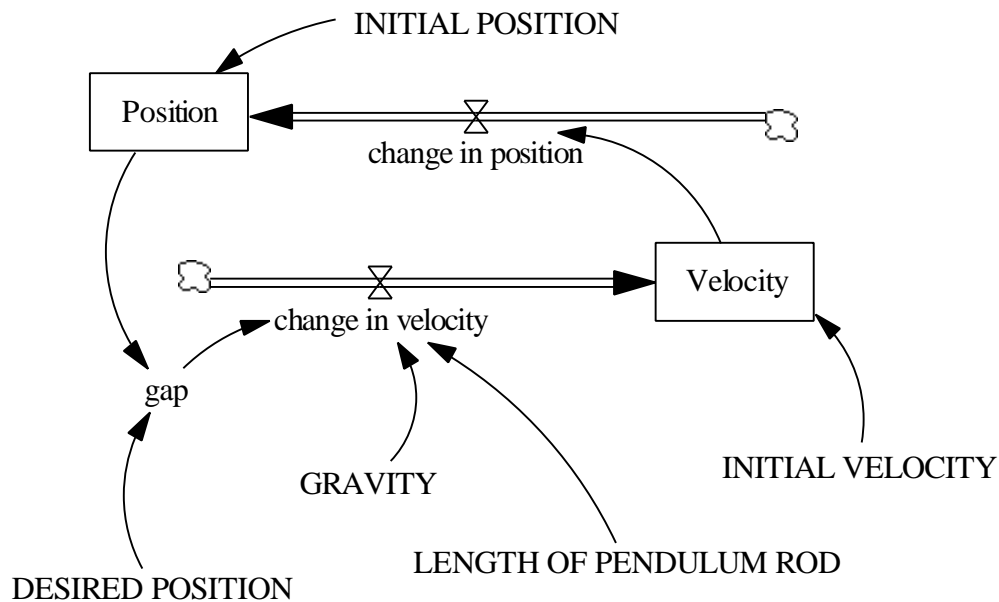 INITIAL POSITION
Position
change in position
Velocity
change in velocity
gap
INITIAL VELOCITY
GRAVITY
LENGTH OF PENDULUM ROD
DESIRED POSITION